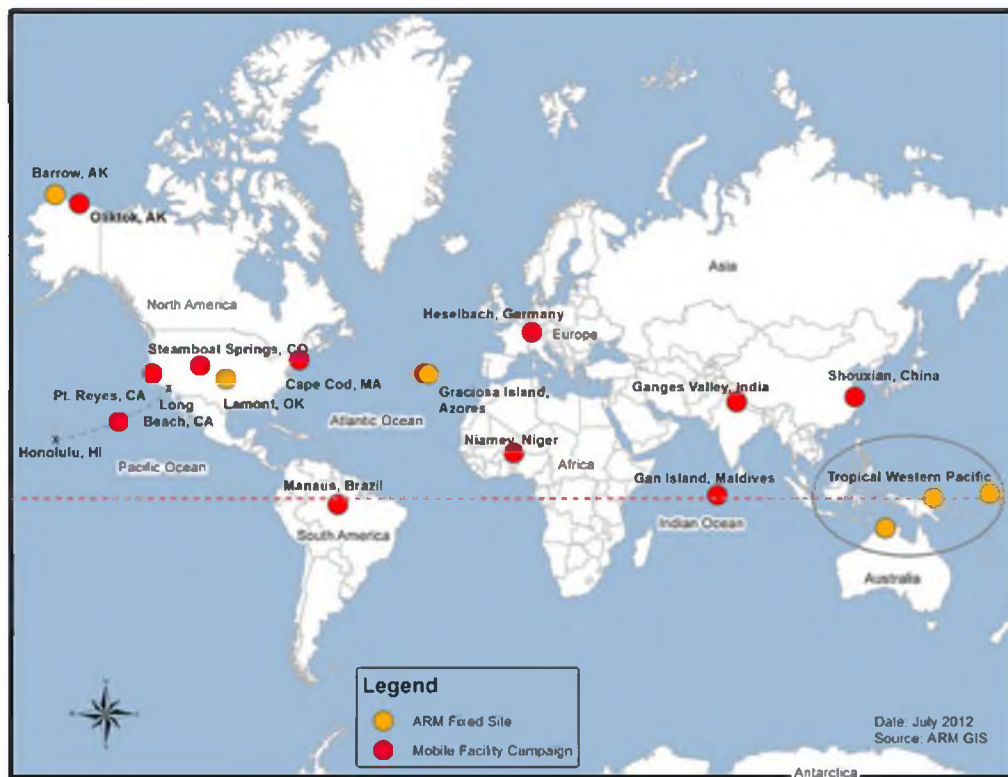 Barrow, AK
Oliktok, AK
Asia
North America
Heselbach, Germany
Europe
Steamboat Springs, CO
Cape Cod, MA
Pt. Reyes, CA
Long
Beach, CA
Lamont, OK
Graciosa Island,
Azores
Ganges Valley, India
Shouxian, China
Atlantic Ocean
Honolulu, HI
Pacific Ocean
Niamey, Niger
Africa
Manaus, Brazil
Gan Island, Maldives
Tropical Western Pacific
South America
Indian Ocean
Australia
Legend
ARM Fixed Site
Mobile Facility Campaign
Date: July 2012
Source: ARM GIS
Antarctica